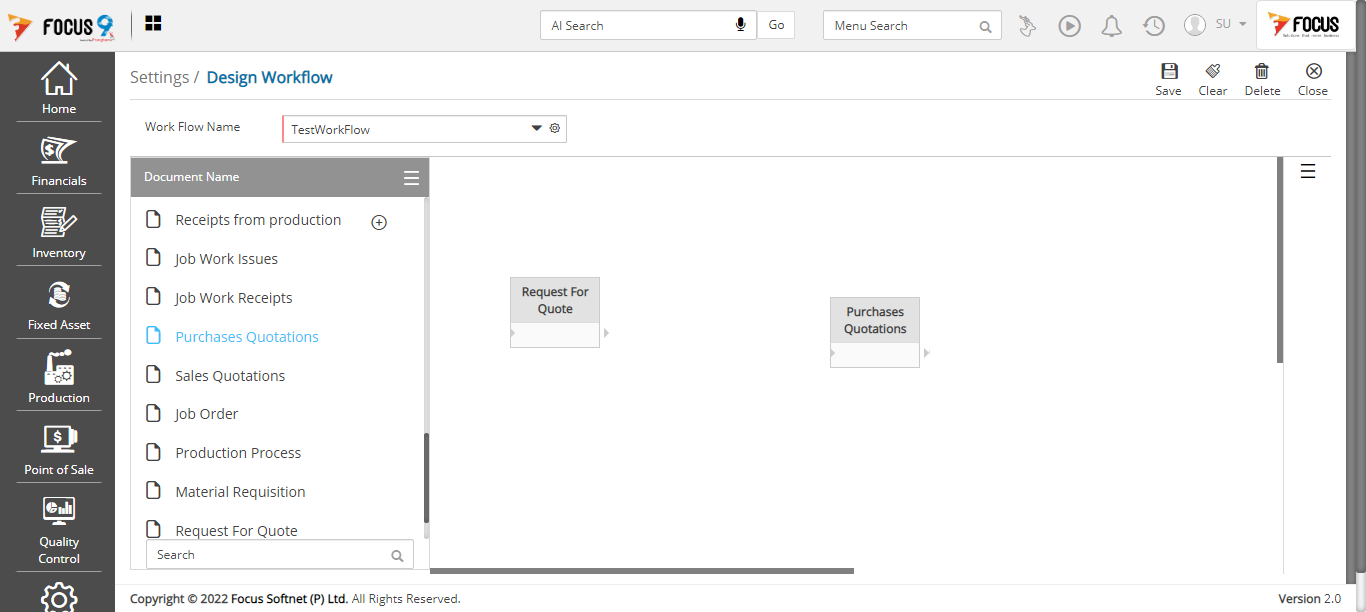 FOCUS 9
AI Search
Go
Menu Search
SU
FOCUS
Home
Financials
Inventory
Fixed Asset
Production
Point of Sale
Quality
Control
Settings / Design Workflow
Save
Clear
Delete
Close
Work Flow Name
TestWorkFlow
Document Name
Receipts from production
Job Work Issues
Job Work Receipts
Purchases Quotations
Sales Quotations
Job Order
Production Process
Material Requisition
Request For Quote
Search
Request For
Quote
Purchases
Quotations
Copyright © 2022 Focus Softnet (P) Ltd. All Rights Reserved.
Version 2.0